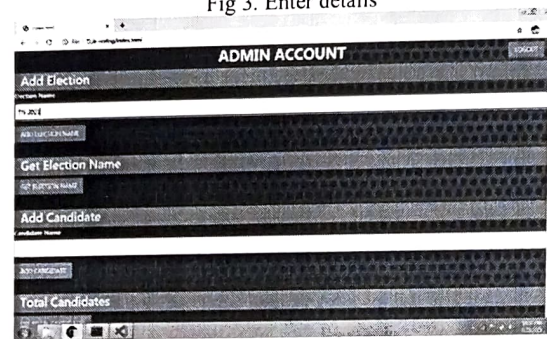 Fig 3. Enter details
ADMIN ACCOUNT
LOGOUT
Add Election
Election Name
ADD ELECTION NAME
Get Election Name
GET ELECTION NAME
Add Candidate
Candidate Name
ADD CANDIDATE
Total Candidates